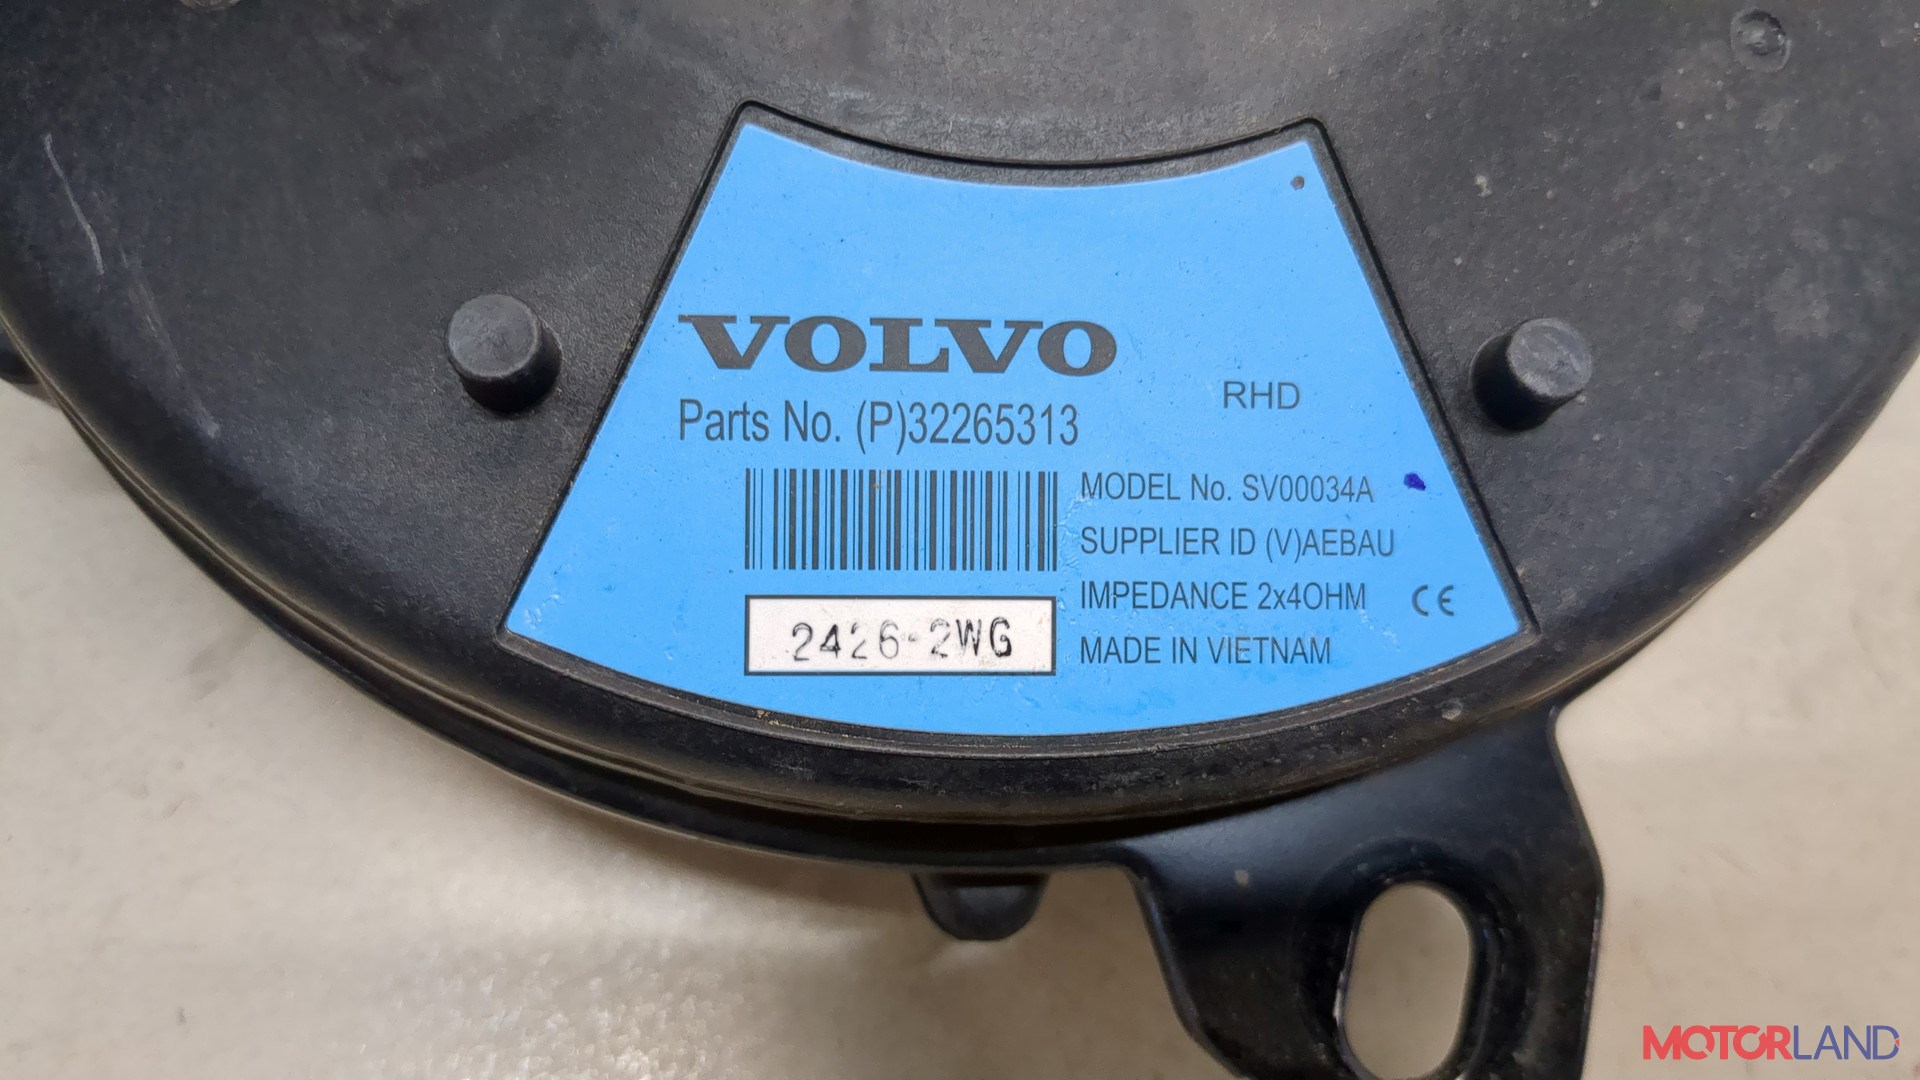 VOLVO
RHD
Parts No. (P)32265313
MODEL No. SV00034A
SUPPLIER ID (V)AEBAU
IMPEDANCE 2x4OHM CE
2426-2WG
MADE IN VIETNAM
MOTORLAND